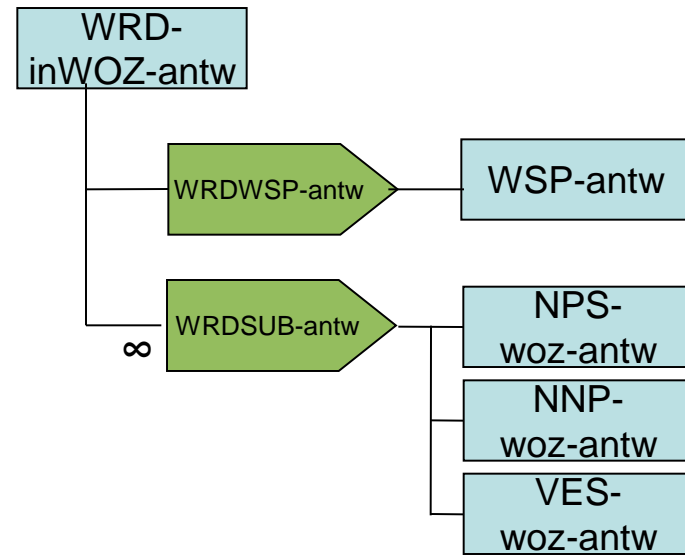 WRD-
inWOZ-antw
WRDWSP-antw
WSP-antw
∞
WRDSUB-antw
NPS-
woz-antw
NNP-
woz-antw
VES-
woz-antw